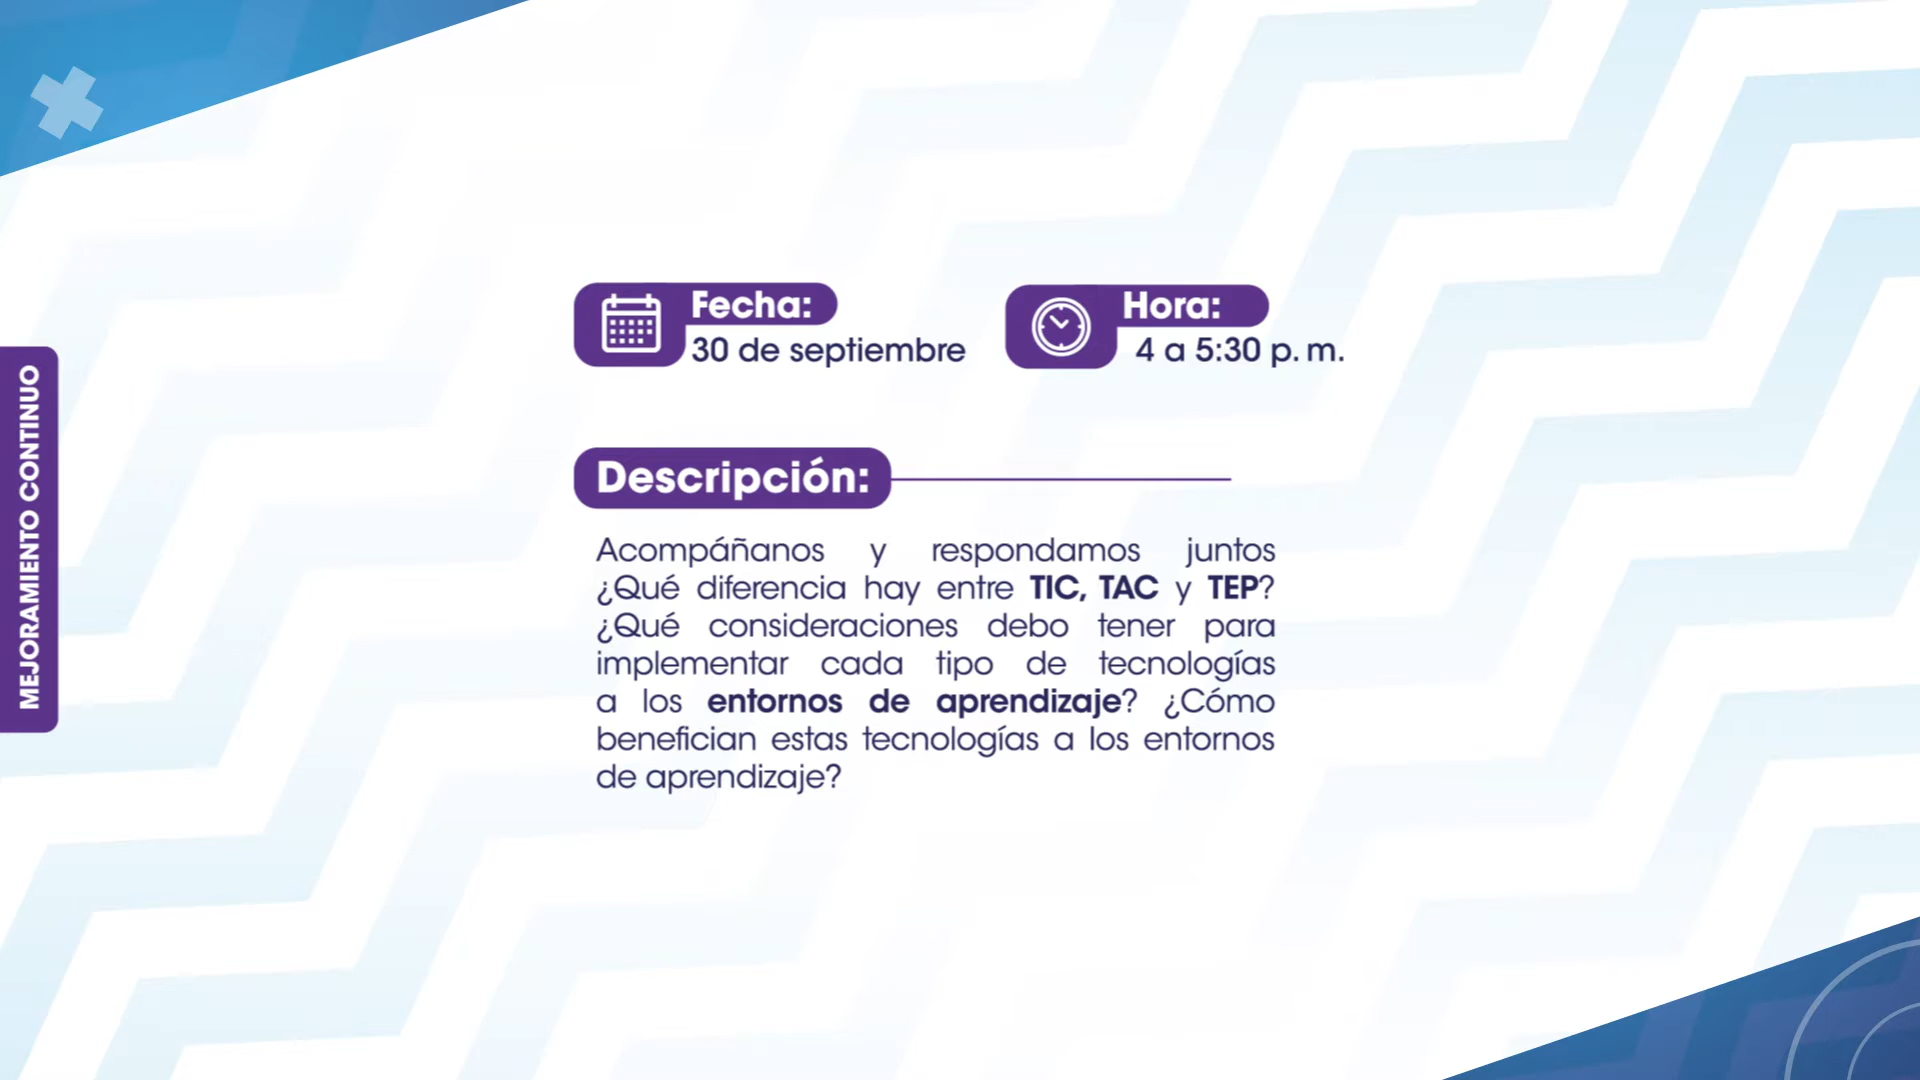 Fecha:
30 de septiembre
Hora:
4 a 5:30 p. m.
MEJORAMIENTO CONTINUO
Descripción:
Acompáñanos y respondamos juntos
¿Qué diferencia hay entre TIC, TAC y TEP?
¿Qué consideraciones debo tener para
implementar cada tipo de tecnologías
a los entornos de aprendizaje? ¿Cómo
benefician estas tecnologías a los entornos
de aprendizaje?